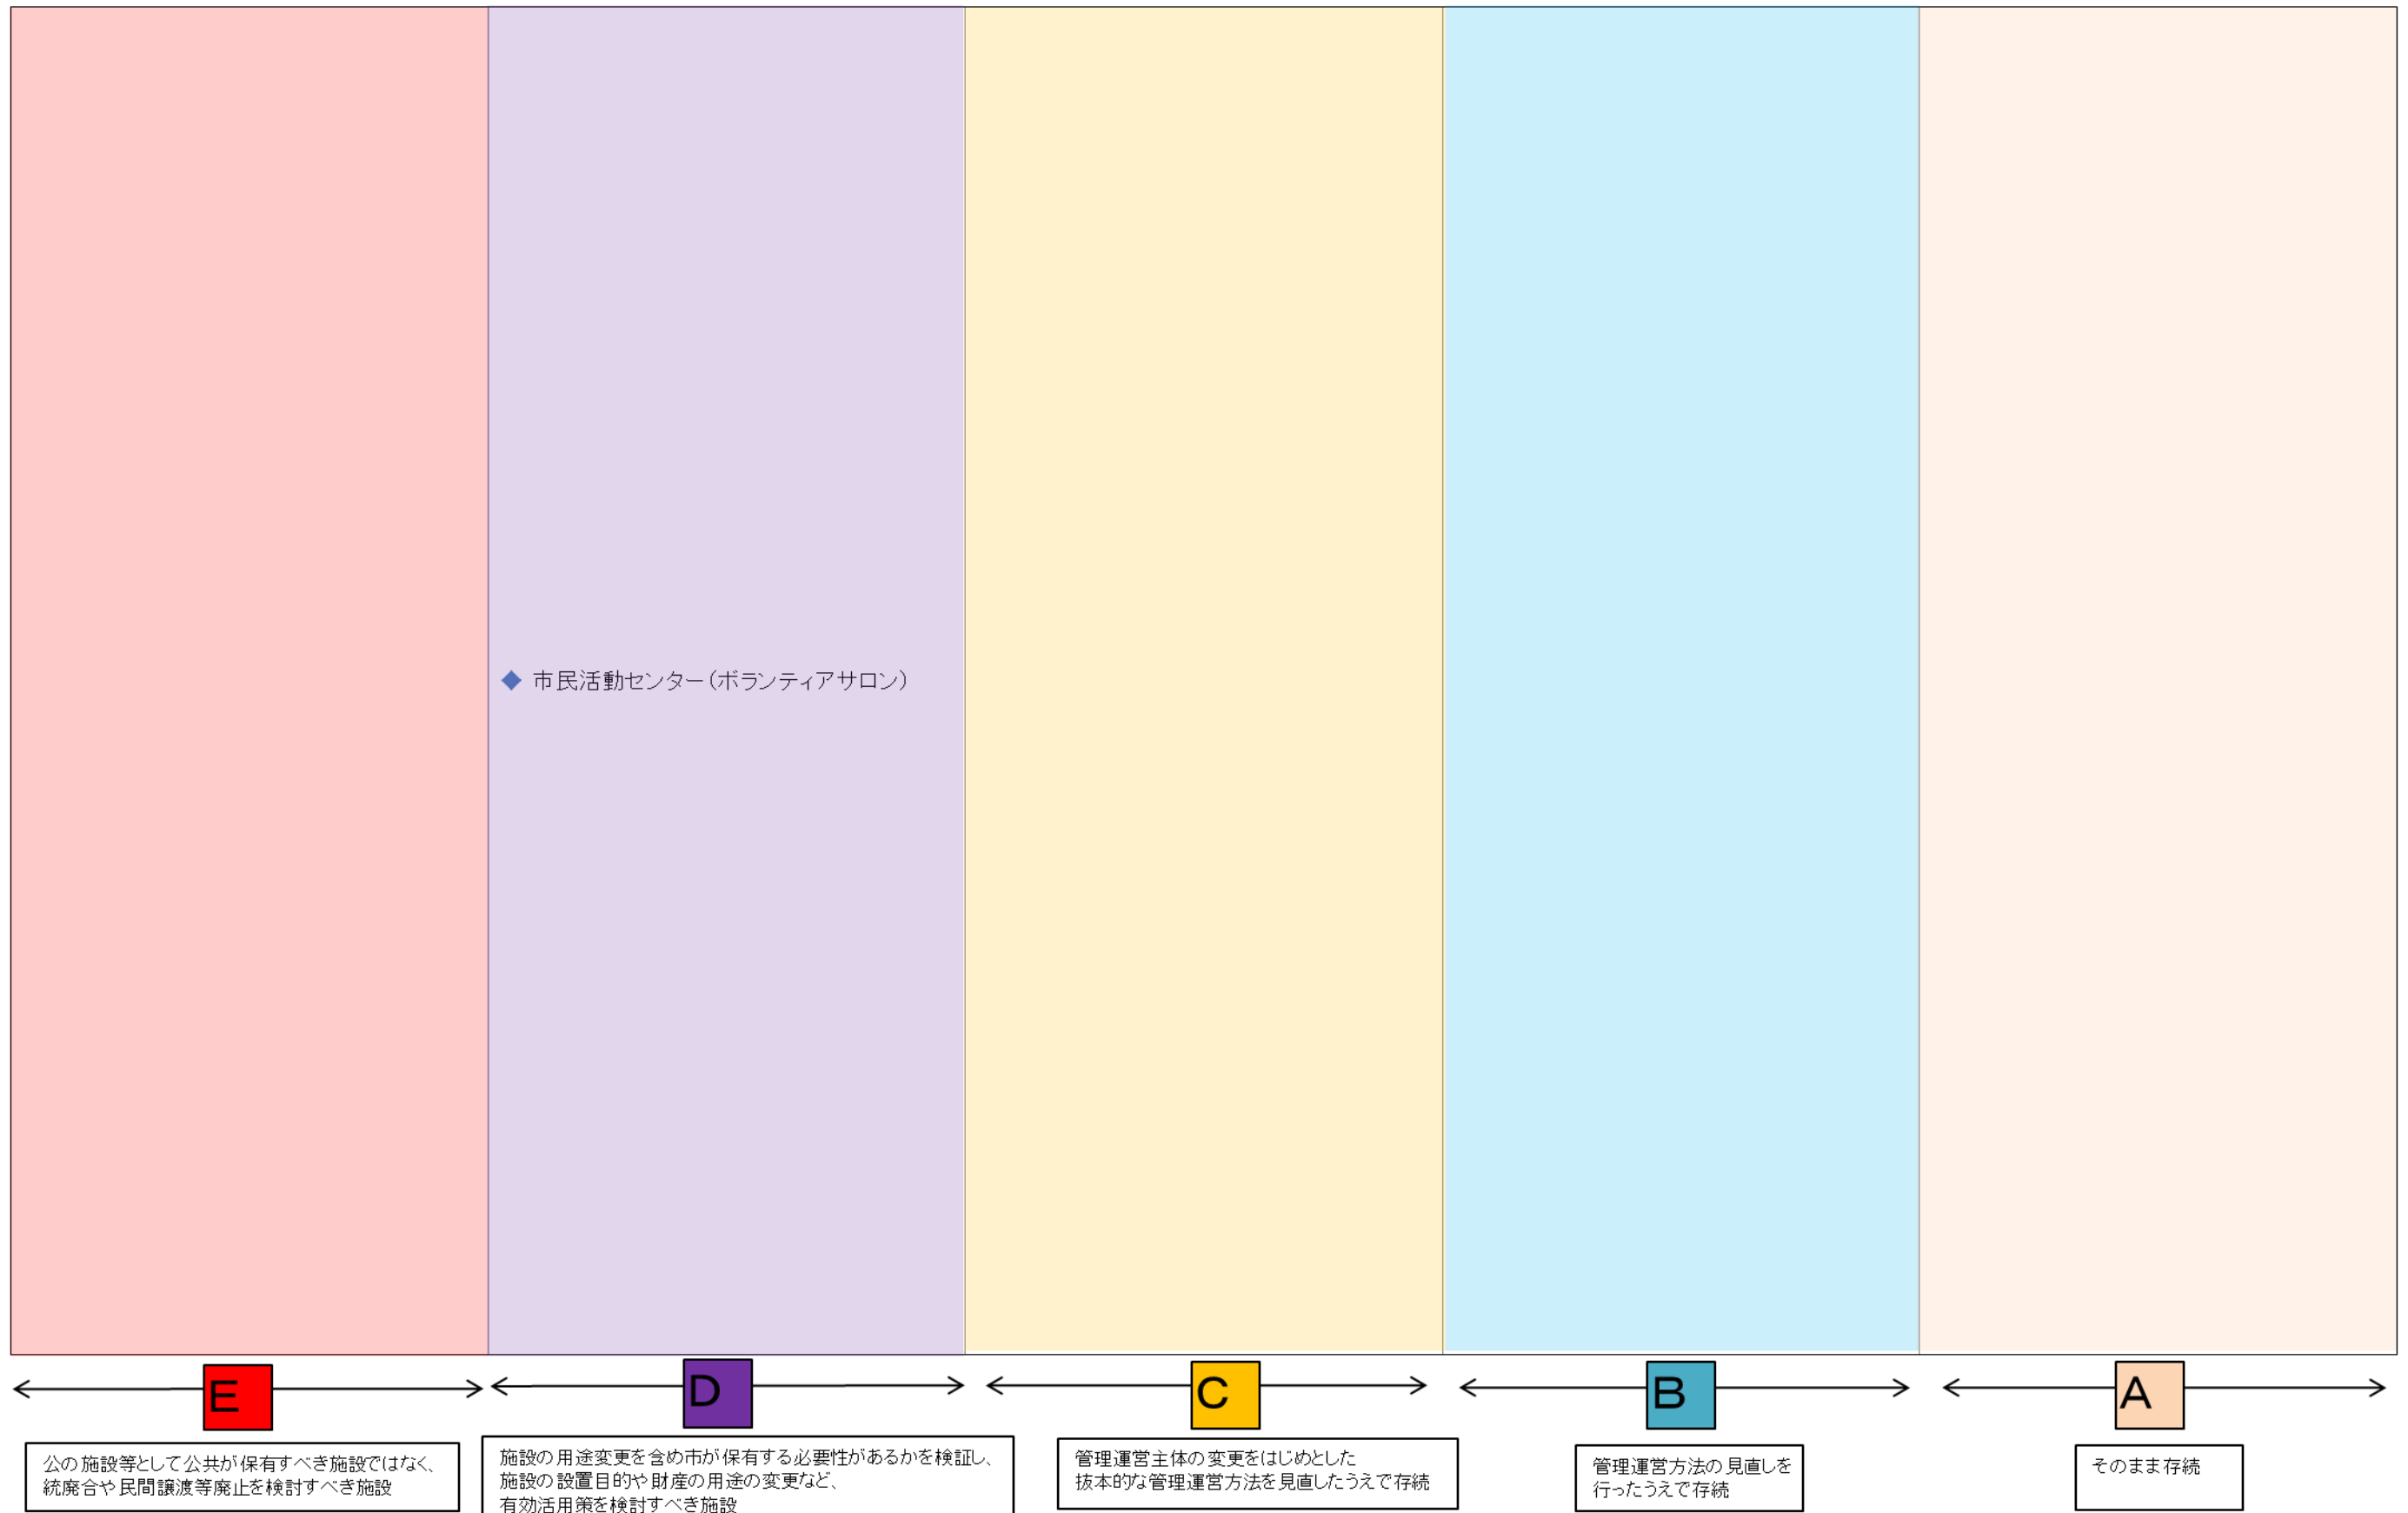 ◆ 市民活動センター(ボランティアサロン)
E
D
C
B
A
公の施設等として公共が保有すべき施設ではなく、
統廃合や民間譲渡等廃止を検討すべき施設
施設の用途変更を含め市が保有する必要性があるかを検証し、
施設の設置目的や財産の用途の変更など、
有効活用策を検討すべき施設
管理運営主体の変更をはじめとした
抜本的な管理運営方法を見直したうえで存続
管理運営方法の見直しを
行ったうえで存続
そのまま存続